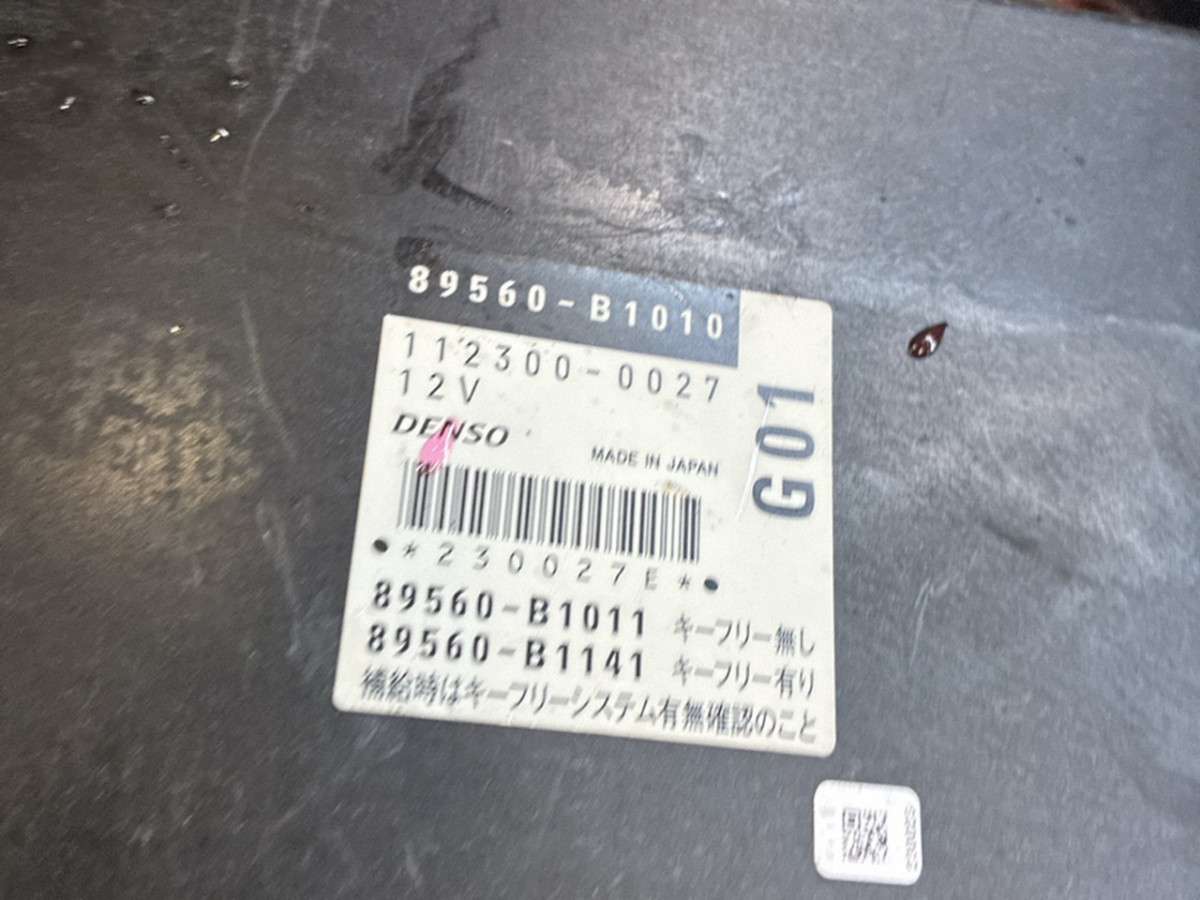 89560-B1010
112300-0027
12V
DENSO
MADE IN JAPAN
G01
*230027E*
89560-B1011 キーフリー無し
89560-B1141 キーフリー有り
補給時はキーフリーシステム有無確認のこと